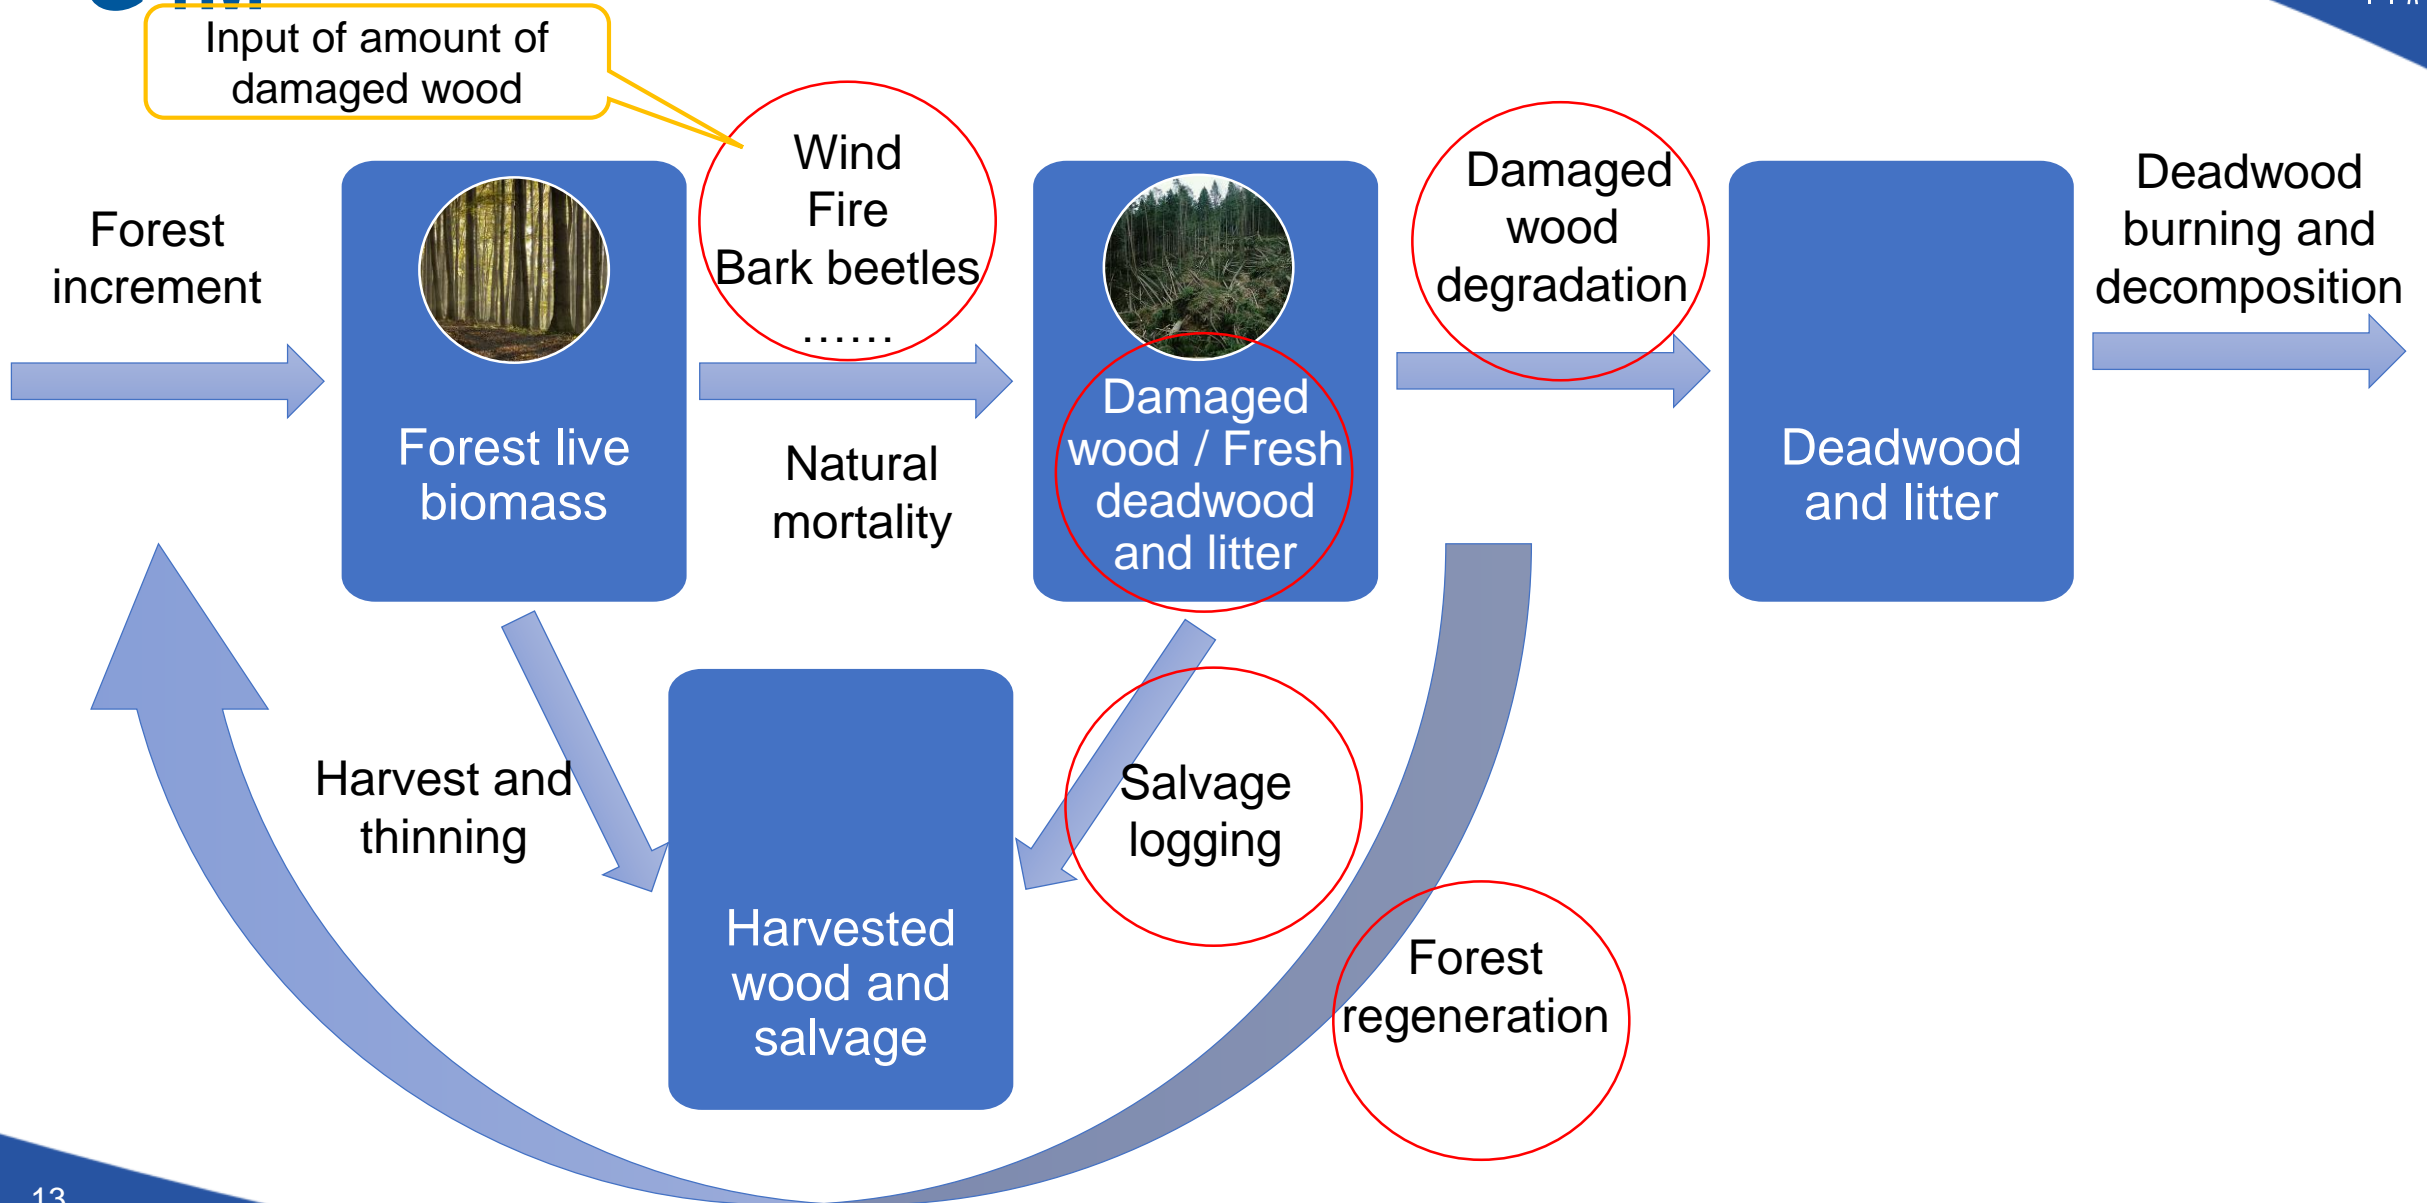 Input of amount of
damaged wood
Wind
Fire
Bark beetles
......
Forest
increment
Forest live
biomass
Natural
mortality
Damaged
wood / Fresh
deadwood
and litter
Damaged
wood
degradation
Deadwood
and litter
Deadwood
burning and
decomposition
Harvest and
thinning
Harvested
wood and
salvage
Salvage
logging
Forest
regeneration
13